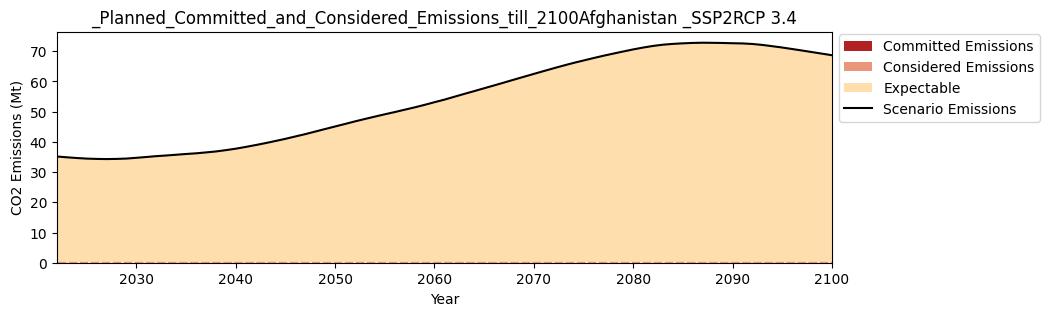 _Planned_Committed_and_Considered_Emissions_till_2100Afghanistan _SSP2RCP 3.4
70
60
50
40
30
20
10
0
CO2 Emissions (Mt)
2030
2040
2050
2060
2070
2080
2090
2100
Year
Committed Emissions
Considered Emissions
Expectable
Scenario Emissions